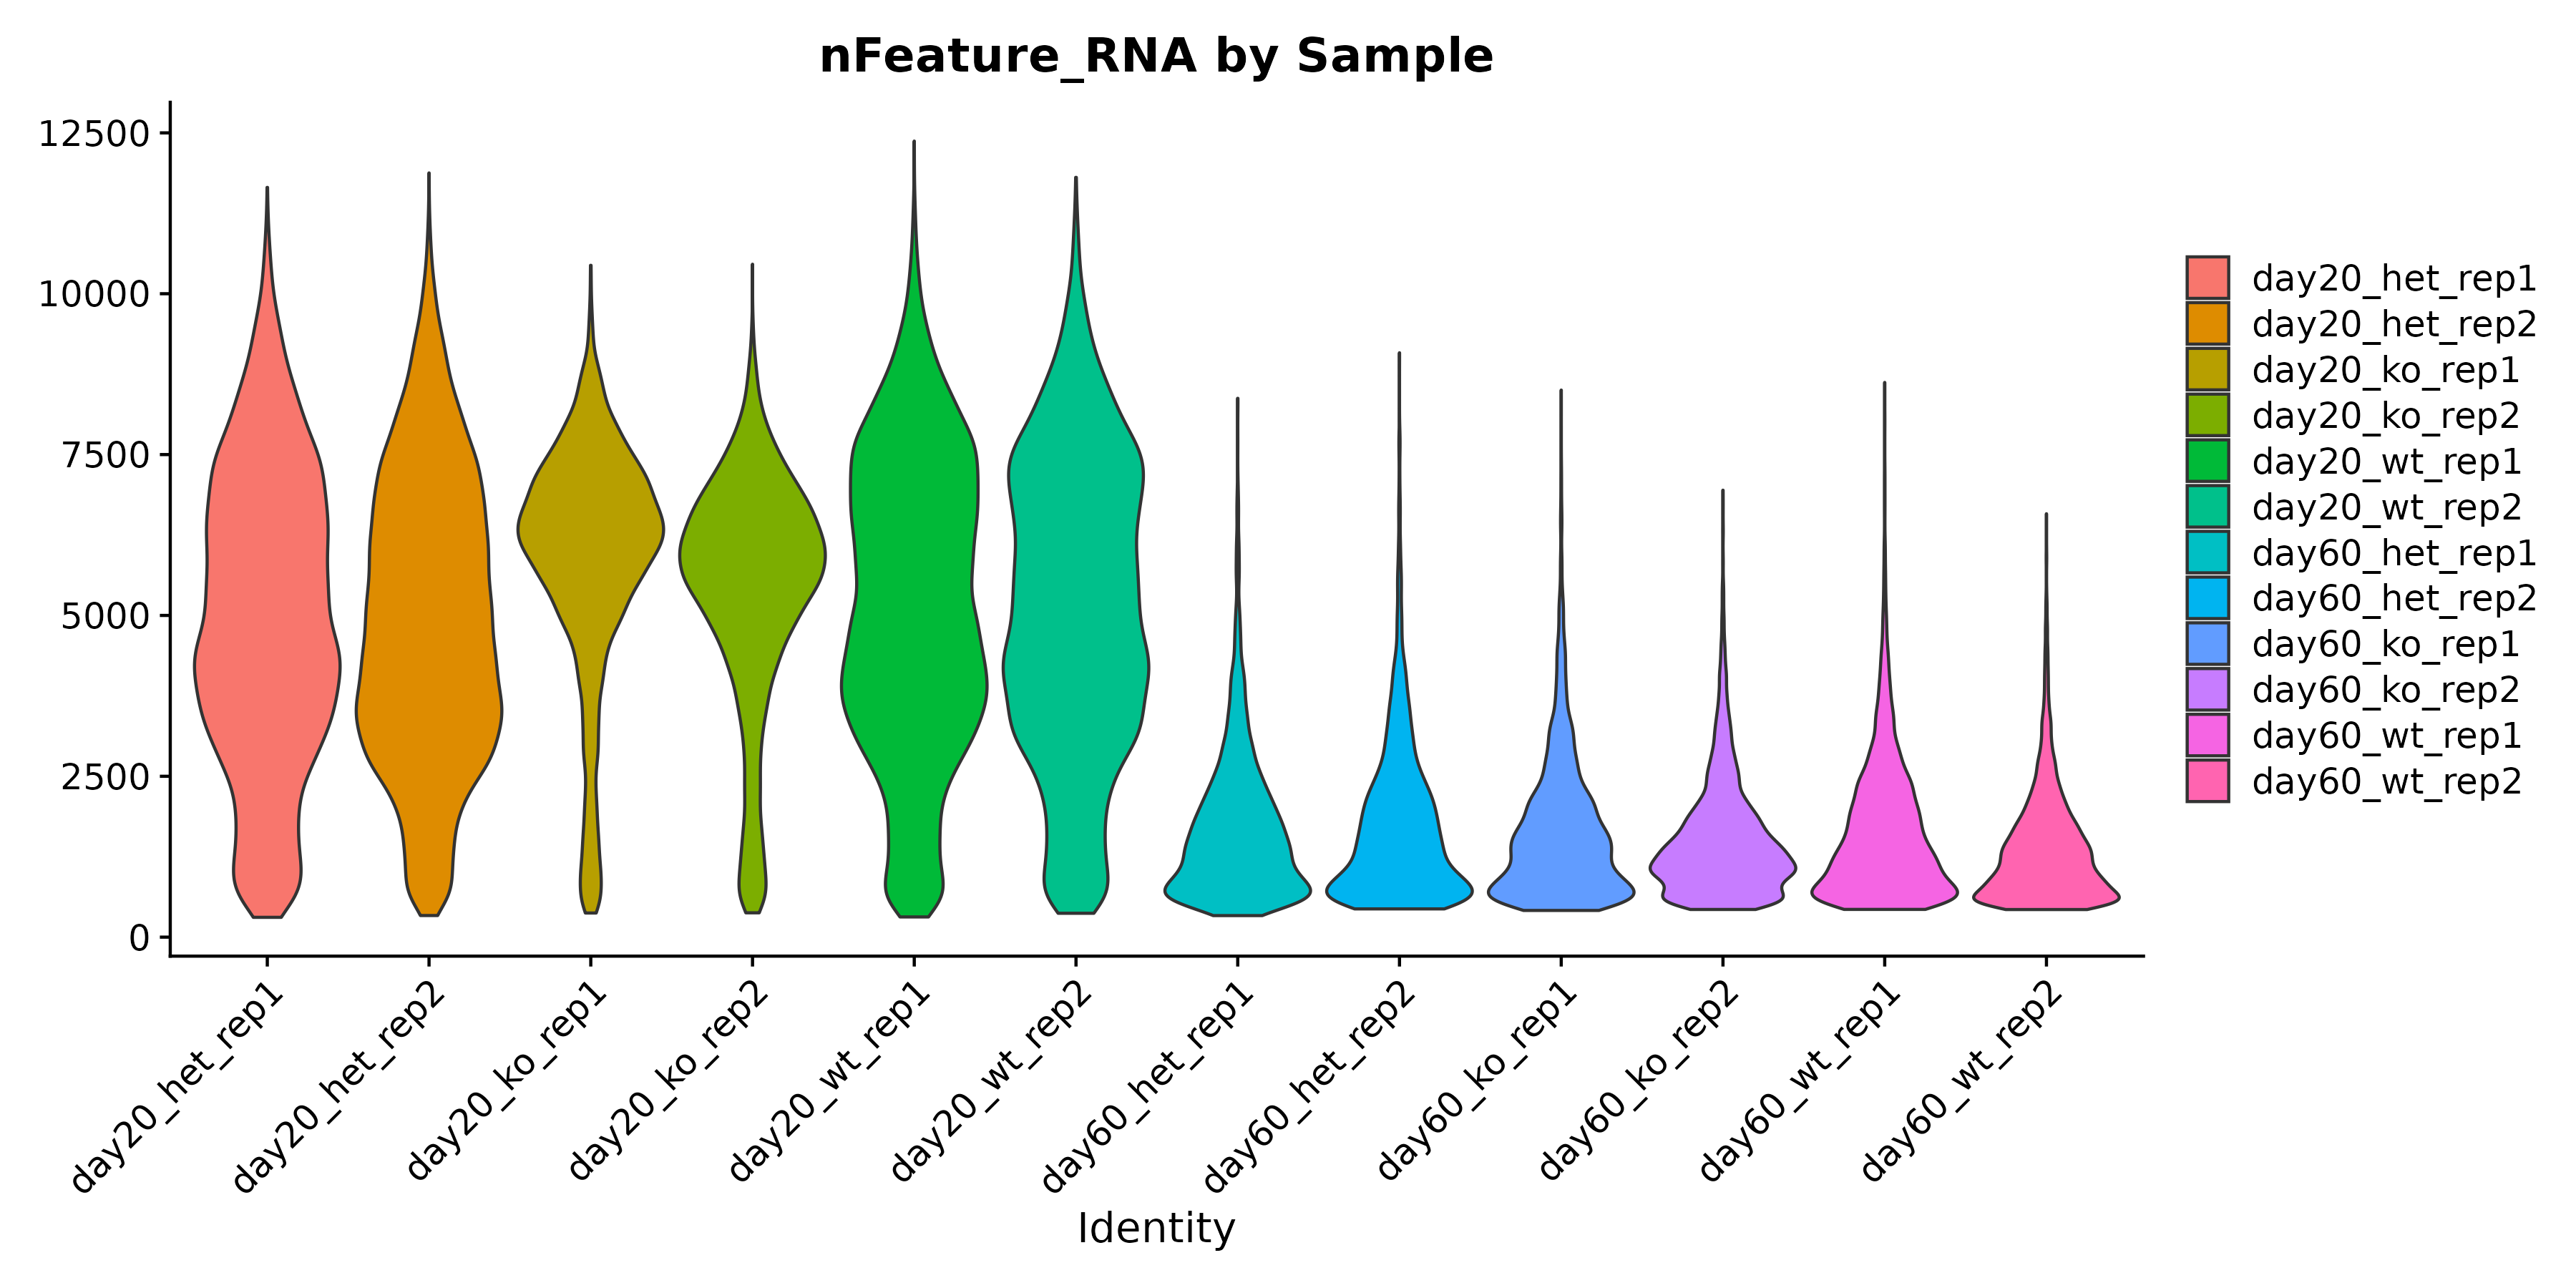 nFeature_RNA by Sample
12500
10000
7500
5000
2500
0
day20_het_rep1
day20_het_rep2
day20_ko_rep1
day20_ko_rep2
day20_wt_rep1
day20_wt_rep2
day60_het_rep1
day60_het_rep2
day60_ko_rep1
day60_ko_rep2
day60_wt_rep1
day60_wt_rep2
Identity
day20_het_rep1
day20_het_rep2
day20_ko_rep1
day20_ko_rep2
day20_wt_rep1
day20_wt_rep2
day60_het_rep1
day60_het_rep2
day60_ko_rep1
day60_ko_rep2
day60_wt_rep1
day60_wt_rep2